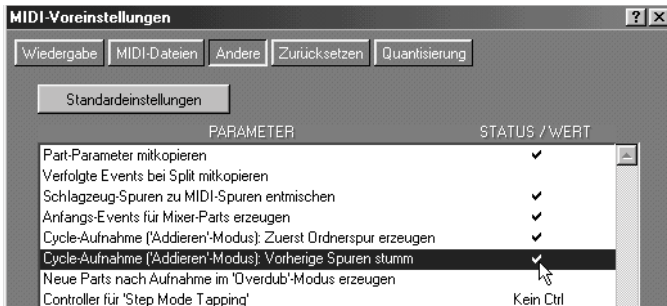 MIDI-Voreinstellungen
Wiedergabe MIDI-Dateien Andere Zurücksetzen Quantisierung
Standardeinstellungen
PARAMETER STATUS / WERT
Part-Parameter mitkopieren ✔
Verfolgte Events bei Split mitkopieren
Schlagzeug-Spuren zu MIDI-Spuren entmischen ✔
Anfangs-Events für Mixer-Parts erzeugen ✔
Cycle-Aufnahme ('Addieren'-Modus): Zuerst Ordnerspur erzeugen ✔
Cycle-Aufnahme ('Addieren'-Modus): Vorherige Spuren stumm ✔
Neue Parts nach Aufnahme im 'Overdub'-Modus erzeugen
Controller für 'Step Mode Tapping' Kein Ctrl